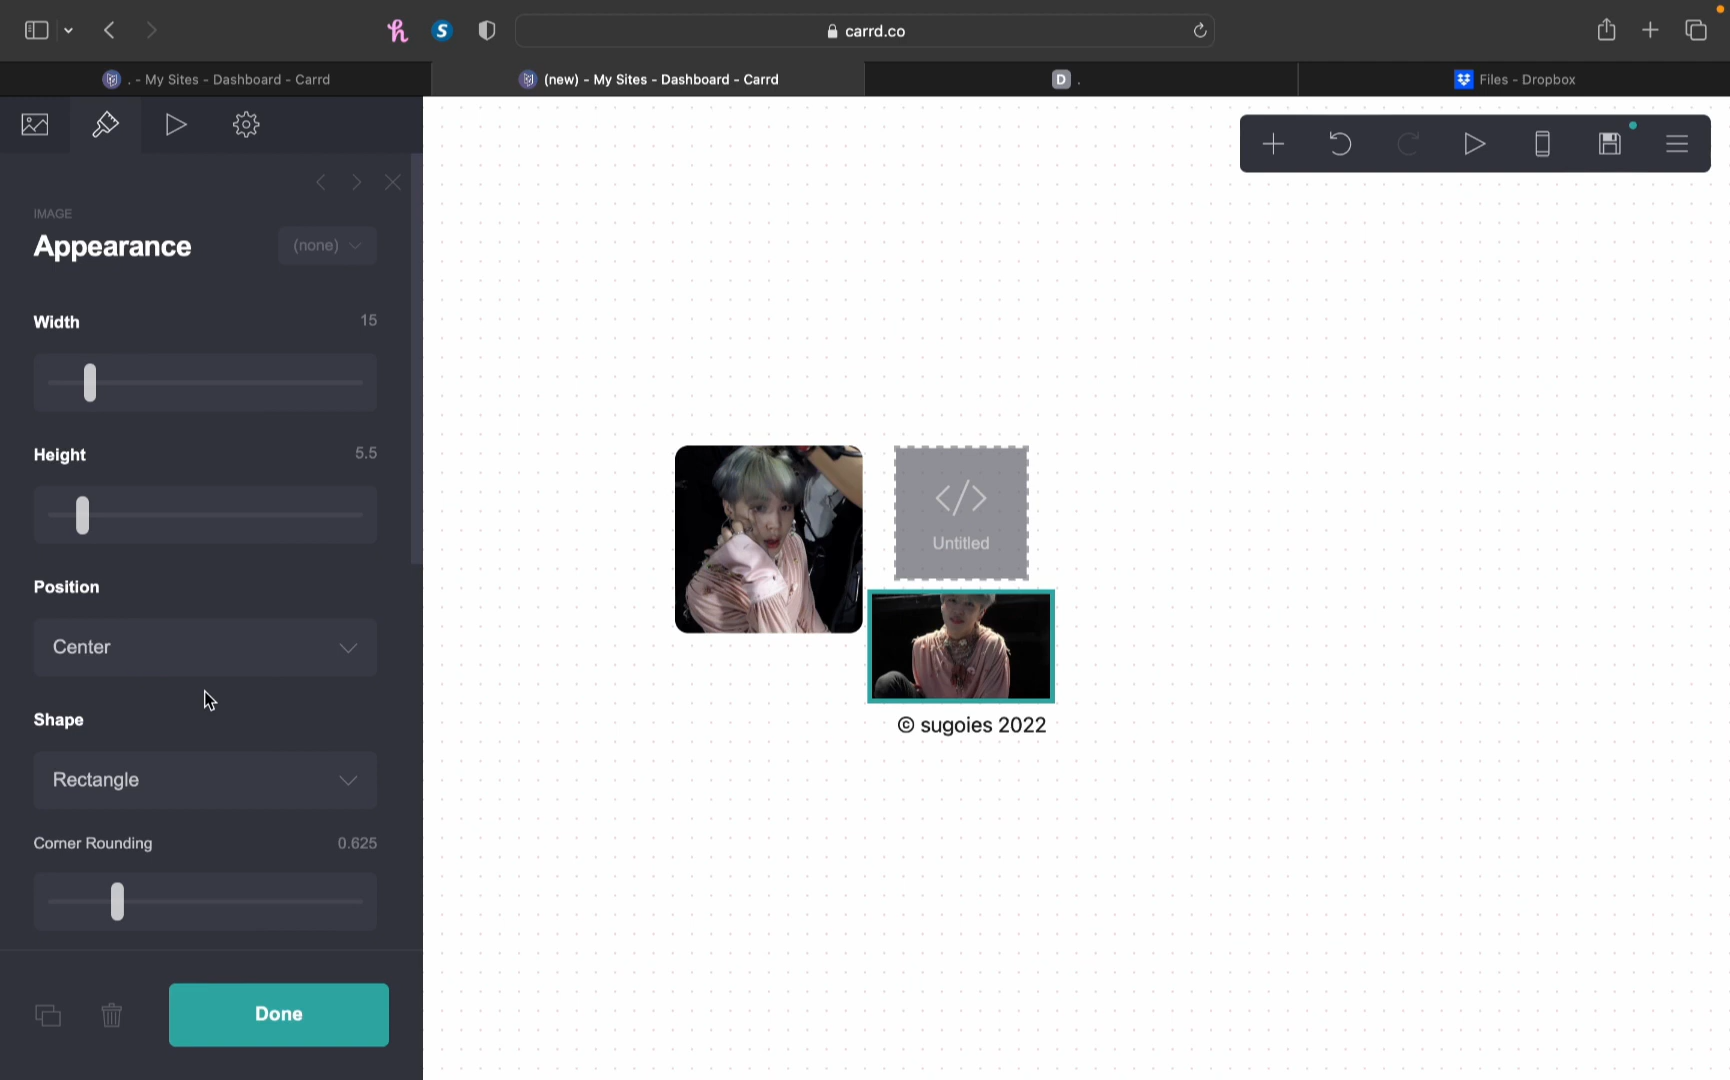 carrd.co
. - My Sites - Dashboard - Carrd
(new) - My Sites - Dashboard - Carrd
D .
Files - Dropbox
IMAGE
Appearance
(none)
Width 15
Height 5.5
Position
Center
Shape
Rectangle
Corner Rounding 0.625
Done
</> 
Untitled
© sugoies 2022